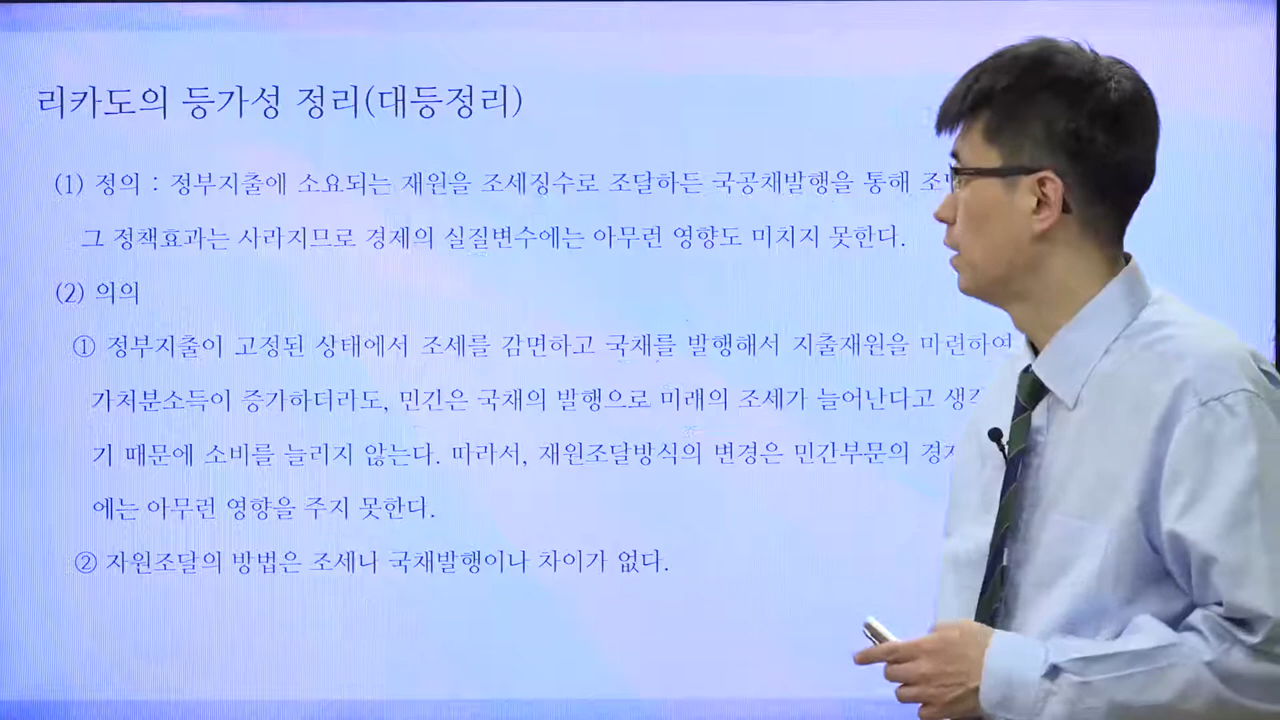 리카도의 등가성 정리(대등정리)
(1) 정의 : 정부지출에 소요되는 재원을 조세징수로 조달하든 국공채발행을 통해
그 정책효과는 사라지므로 경제의 실질변수에는 아무런 영향도 미치지 못한다.
(2) 의의
① 정부지출이 고정된 상태에서 조세를 감면하고 국채를 발행해서 지출재원을 마련하여
가처분소득이 증가하더라도, 민간은 국채의 발행으로 미래의 조세가 늘어난다고
기 때문에 소비를 늘리지 않는다. 따라서, 재원조달방식의 변경은 민간부문의
에는 아무런 영향을 주지 못한다.
② 자원조달의 방법은 조세나 국채발행이나 차이가 없다.